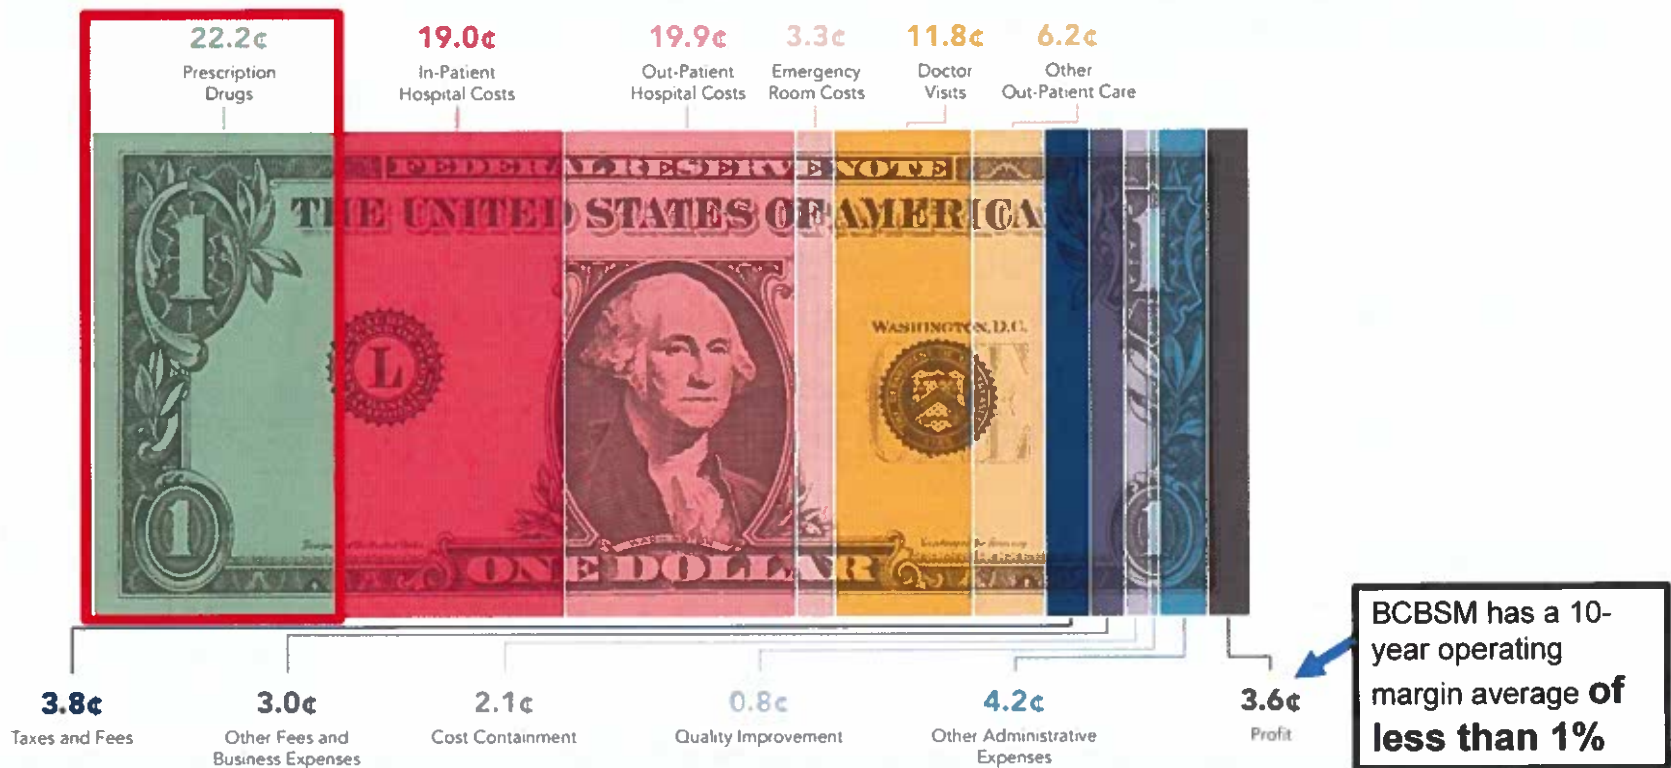 22.2¢
Prescription
Drugs
19.0¢
In-Patient
Hospital Costs
19.9¢
Out-Patient
Hospital Costs
3.3¢
Emergency
Room Costs
11.8¢
Doctor
Visits
6.2¢
Other
Out-Patient Care
FEDERAL RESERVE NOTE
THE UNITED STATES OF AMERICA
1
L
WASHINGTON, D.C.
1
1
ONE DOLLAR
3.8¢
Taxes and Fees
3.0¢
Other Fees and
Business Expenses
2.1¢
Cost Containment
0.8¢
Quality Improvement
4.2¢
Other Administrative
Expenses
3.6¢
Profit
BCBSM has a 10-
year operating
margin average of
less than 1%